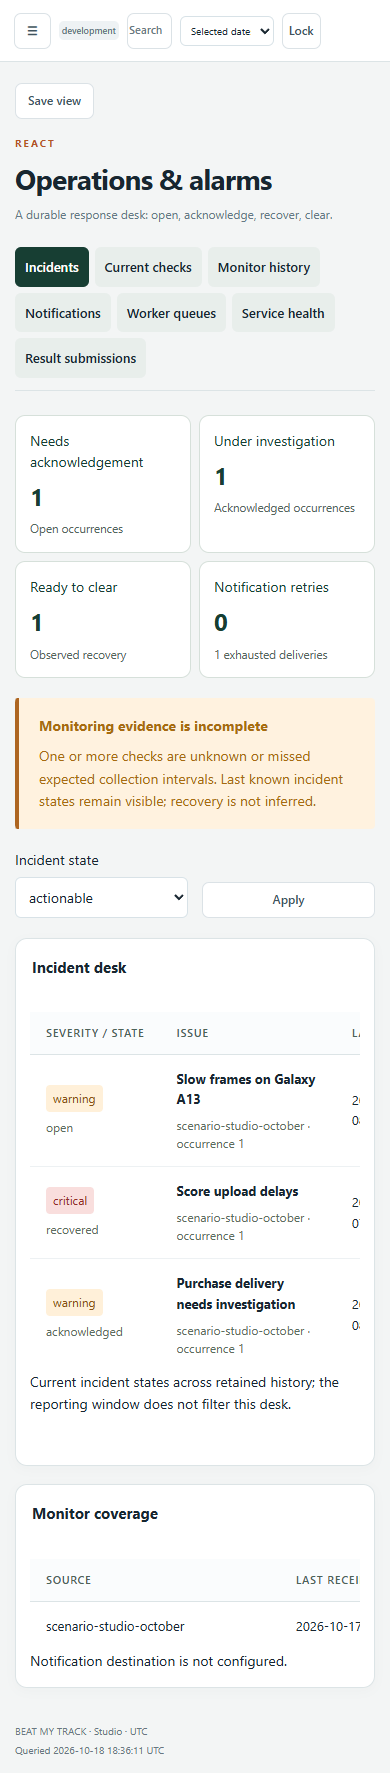 ☰ development Search Selected date Lock
Save view
REACT
Operations & alarms
A durable response desk: open, acknowledge, recover, clear.
Incidents Current checks Monitor history
Notifications Worker queues Service health
Result submissions
Needs
acknowledgement
1
Open occurrences
Under investigation
1
Acknowledged occurrences
Ready to clear
1
Observed recovery
Notification retries
0
1 exhausted deliveries
Monitoring evidence is incomplete
One or more checks are unknown or missed
expected collection intervals. Last known incident
states remain visible; recovery is not inferred.
Incident state
actionable Apply
Incident desk
SEVERITY / STATE ISSUE
warning
open
Slow frames on Galaxy
A13
scenario-studio-october ·
occurrence 1
critical
recovered
Score upload delays
scenario-studio-october ·
occurrence 1
warning
acknowledged
Purchase delivery
needs investigation
scenario-studio-october ·
occurrence 1
Current incident states across retained history; the
reporting window does not filter this desk.
Monitor coverage
SOURCE LAST RECEI
scenario-studio-october 2026-10-17
Notification destination is not configured.
BEAT MY TRACK · Studio · UTC
Queried 2026-10-18 18:36:11 UTC